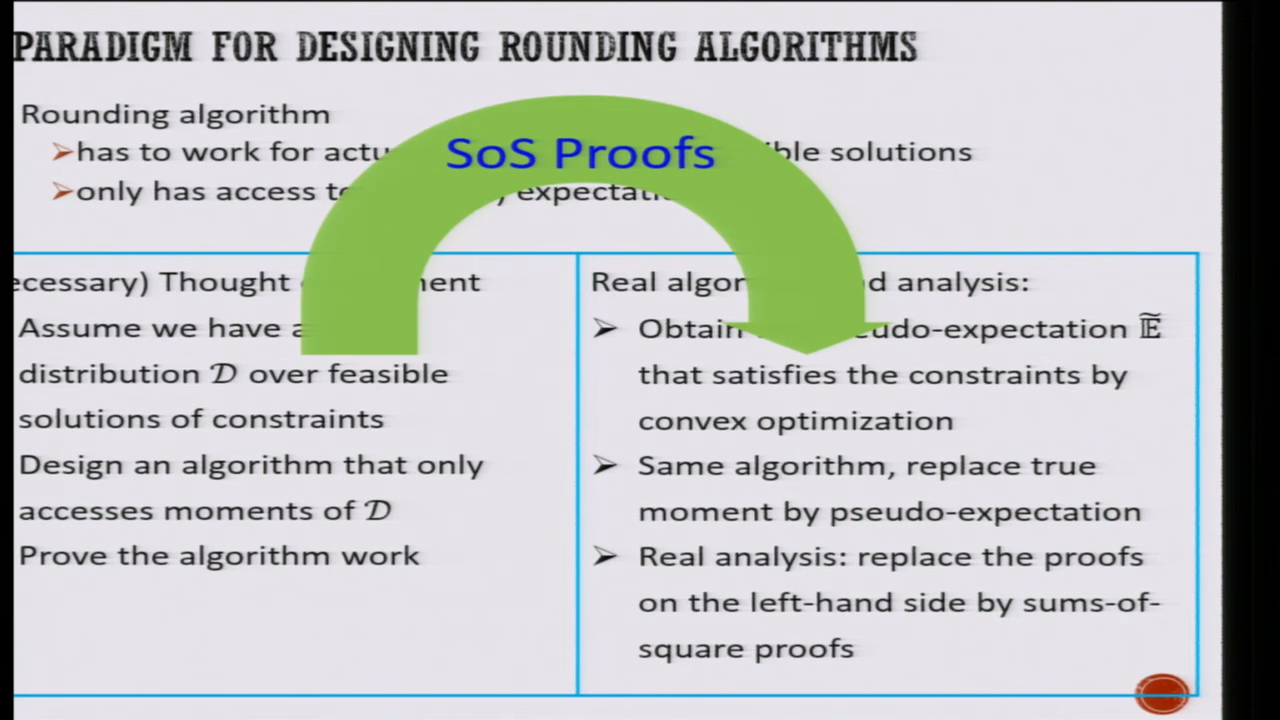 PARADIGM FOR DESIGNING ROUNDING ALGORITHMS
Rounding algorithm
has to work for actu ible solutions
only has access to expectati
SoS Proofs
ecessary) Thought ent
Assume we have a
distribution 𝒟 over feasible
solutions of constraints
Design an algorithm that only
accesses moments of 𝒟
Prove the algorithm work
Real algor d analysis:
Obtain udo-expectation 𝔼̃
that satisfies the constraints by
convex optimization
Same algorithm, replace true
moment by pseudo-expectation
Real analysis: replace the proofs
on the left-hand side by sums-of-
square proofs